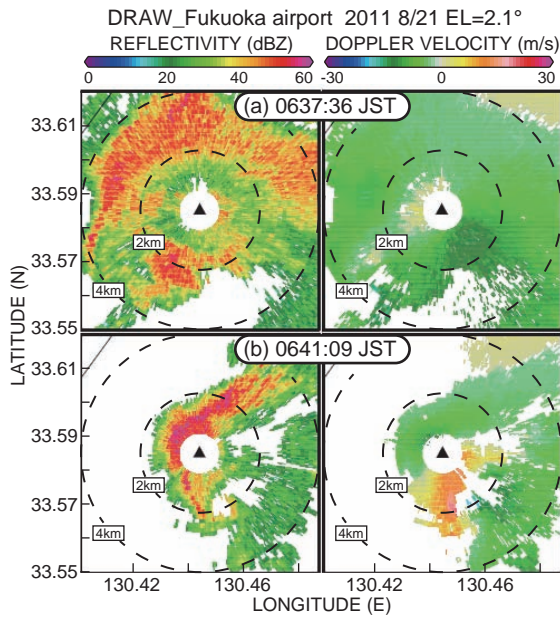 DRAW_Fukuoka airport 2011 8/21 EL=2.1°
REFLECTIVITY (dBZ) DOPPLER VELOCITY (m/s)
0 20 40 60 -30 0 30
(a) 0637:36 JST
33.61
33.59
2km
33.57
4km
33.55
2km
4km
LATITUDE (N)
(b) 0641:09 JST
33.61
33.59
2km
33.57
4km
33.55
2km
4km
130.42 130.46 130.42 130.46
LONGITUDE (E)